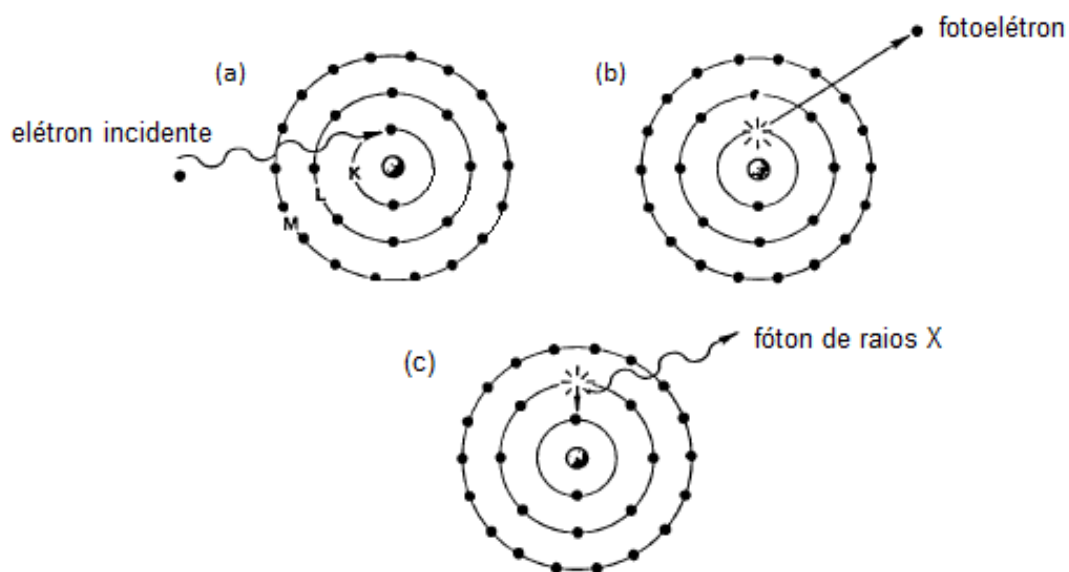 (a)
elétron incidente
K
L
M
(b)
fotoelétron
(c)
fóton de raios X